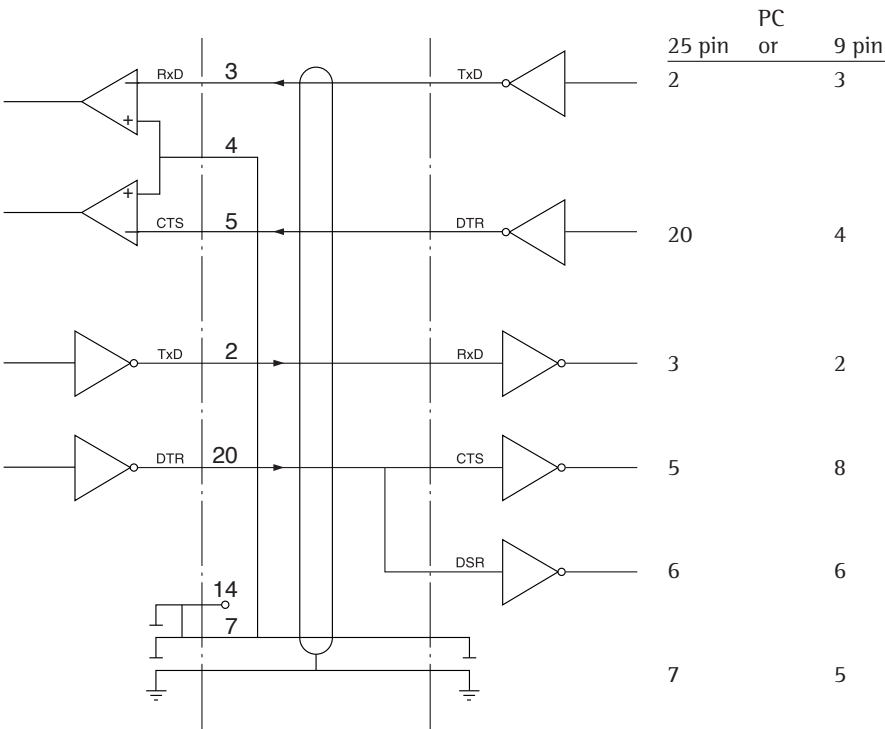 PC
25 pin or 9 pin
RxD 3 TxD 2 3
+
4
+
CTS 5 DTR 20 4
TxD 2 RxD 3 2
DTR 20 CTS 5 8
DSR 6 6
14
7
7 5